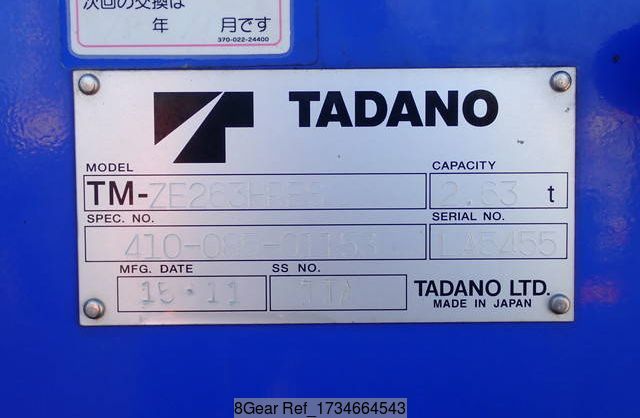 次回の交換は
年 月です
370-022-24400
TADANO
MODEL
CAPACITY
TM-
2.63 t
SPEC. NO.
SERIAL NO.
LA5455
MFG. DATE
SS NO.
15·11
TADANO LTD.
MADE IN JAPAN
8Gear Ref_1734664543